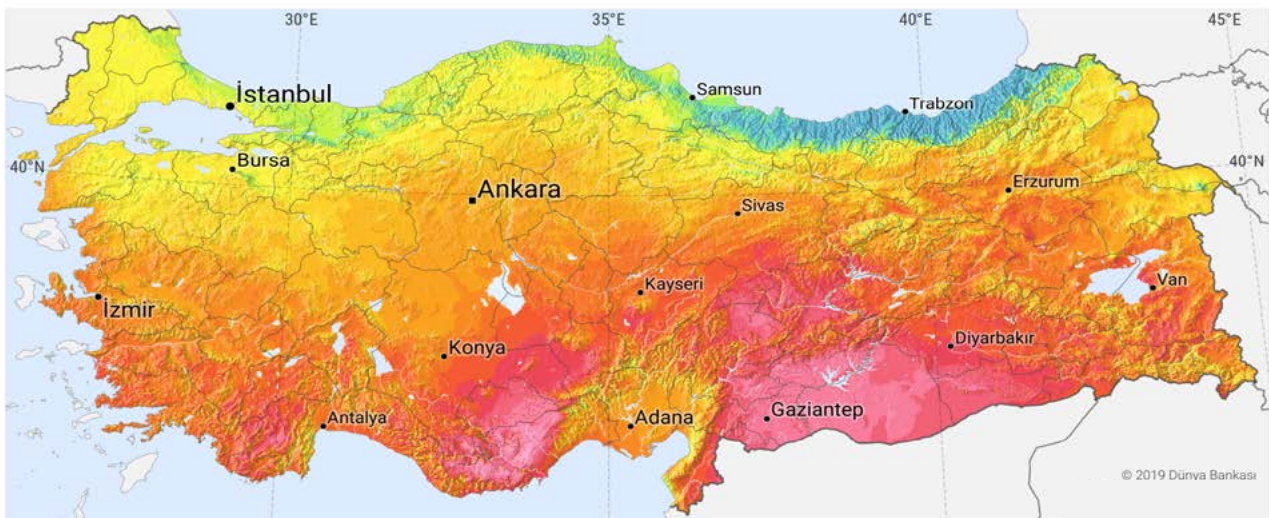 30°E
35°E
40°E
45°E
İstanbul
Samsun
Trabzon
Bursa
40°N
40°N
Ankara
Erzurum
Sivas
Kayseri
Van
İzmir
Konya
Diyarbakır
Antalya
Adana
Gaziantep
© 2019 Dünya Bankası